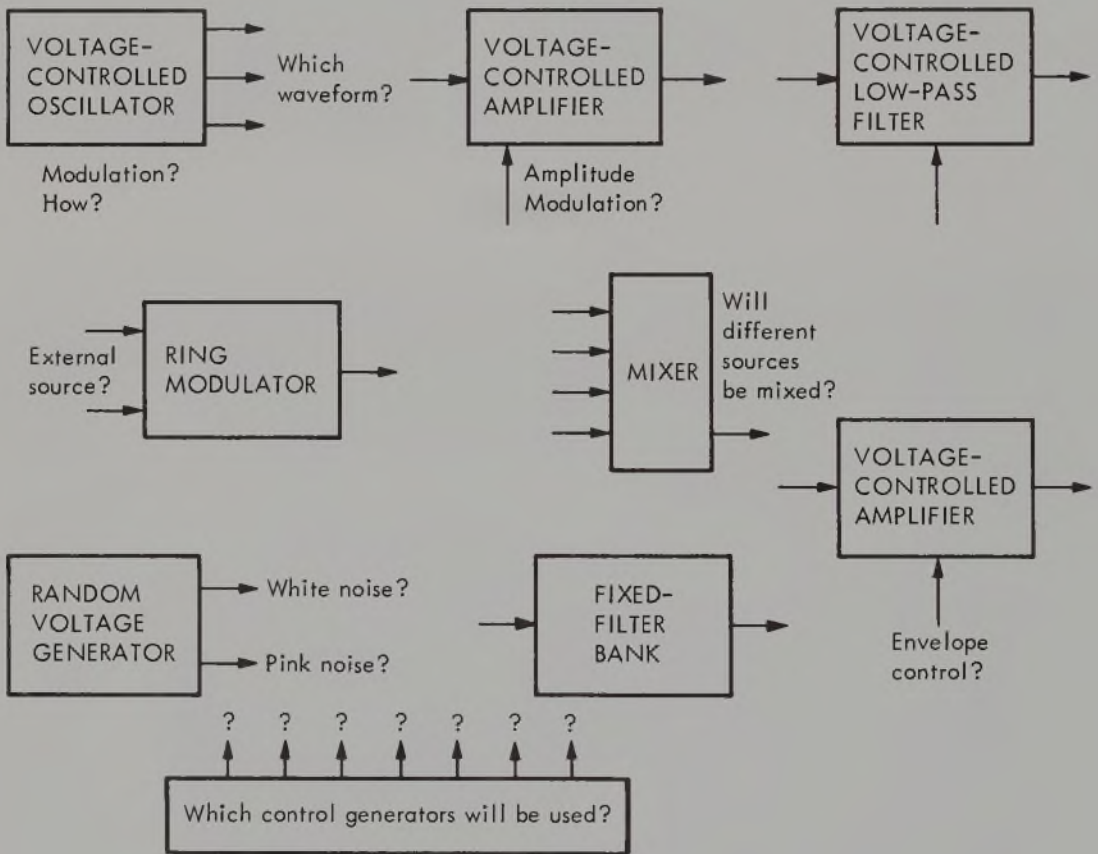 VOLTAGE-
CONTROLLED
OSCILLATOR
Which
waveform?
Modulation?
How?
VOLTAGE-
CONTROLLED
AMPLIFIER
Amplitude
Modulation?
VOLTAGE-
CONTROLLED
LOW-PASS
FILTER
External
source?
RING
MODULATOR
MIXER
Will
different
sources
be mixed?
VOLTAGE-
CONTROLLED
AMPLIFIER
Envelope
control?
RANDOM
VOLTAGE
GENERATOR
White noise?
Pink noise?
FIXED-
FILTER
BANK
? ? ? ? ? ? ?
Which control generators will be used?